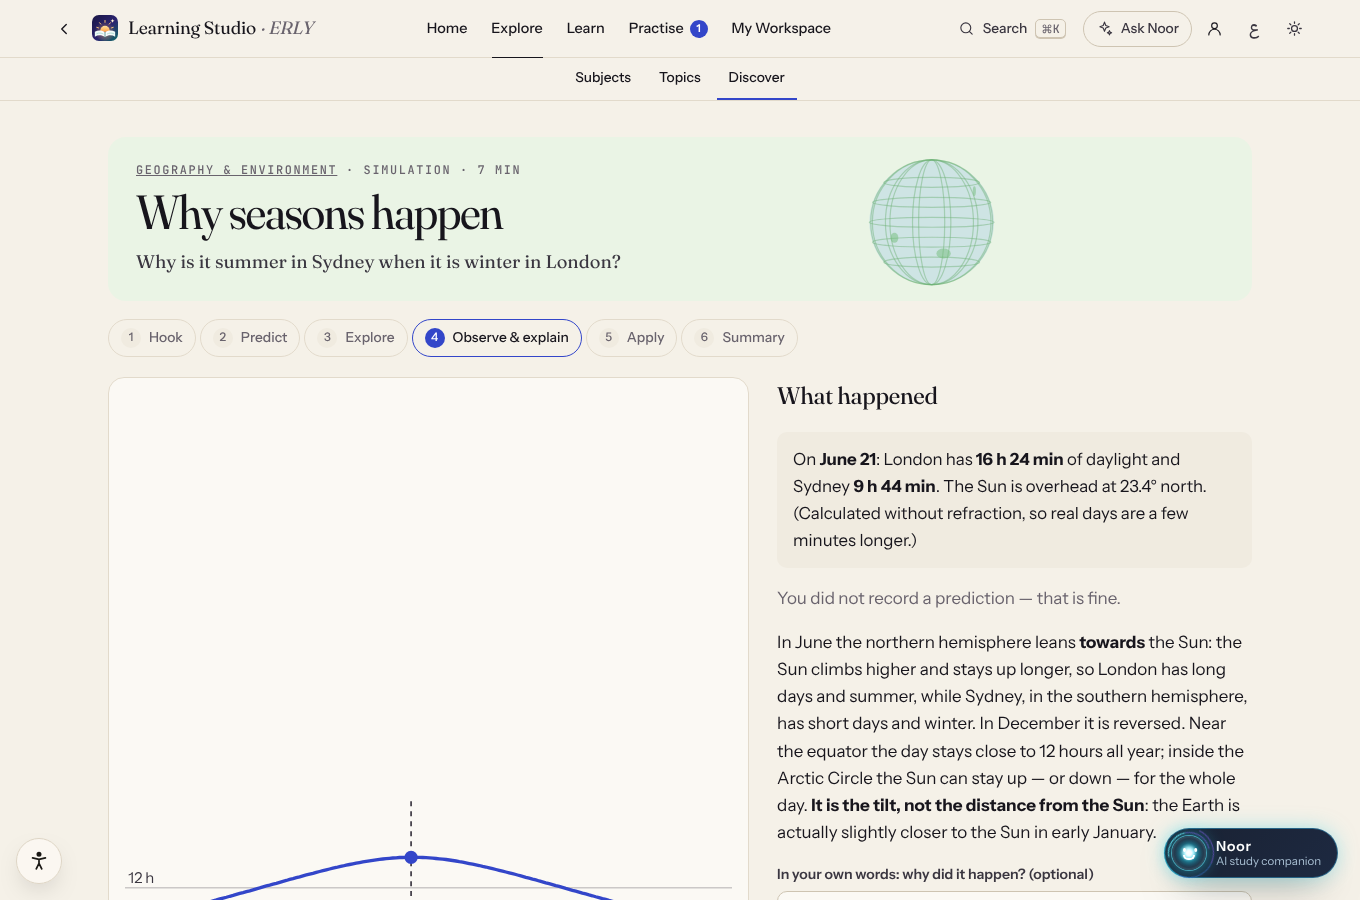 Learning Studio · ERLY
Home
Explore
Learn
Practise 1
My Workspace
Search ⌘K
Ask Noor
ع
Subjects
Topics
Discover
GEOGRAPHY & ENVIRONMENT · SIMULATION · 7 MIN
Why seasons happen
Why is it summer in Sydney when it is winter in London?
1 Hook
2 Predict
3 Explore
4 Observe & explain
5 Apply
6 Summary
12 h
What happened
On June 21: London has 16 h 24 min of daylight and
Sydney 9 h 44 min. The Sun is overhead at 23.4° north.
(Calculated without refraction, so real days are a few
minutes longer.)
You did not record a prediction — that is fine.
In June the northern hemisphere leans towards the Sun: the
Sun climbs higher and stays up longer, so London has long
days and summer, while Sydney, in the southern hemisphere,
has short days and winter. In December it is reversed. Near
the equator the day stays close to 12 hours all year; inside the
Arctic Circle the Sun can stay up — or down — for the whole
day. It is the tilt, not the distance from the Sun: the Earth is
actually slightly closer to the Sun in early January.
In your own words: why did it happen? (optional)
Noor
AI study companion